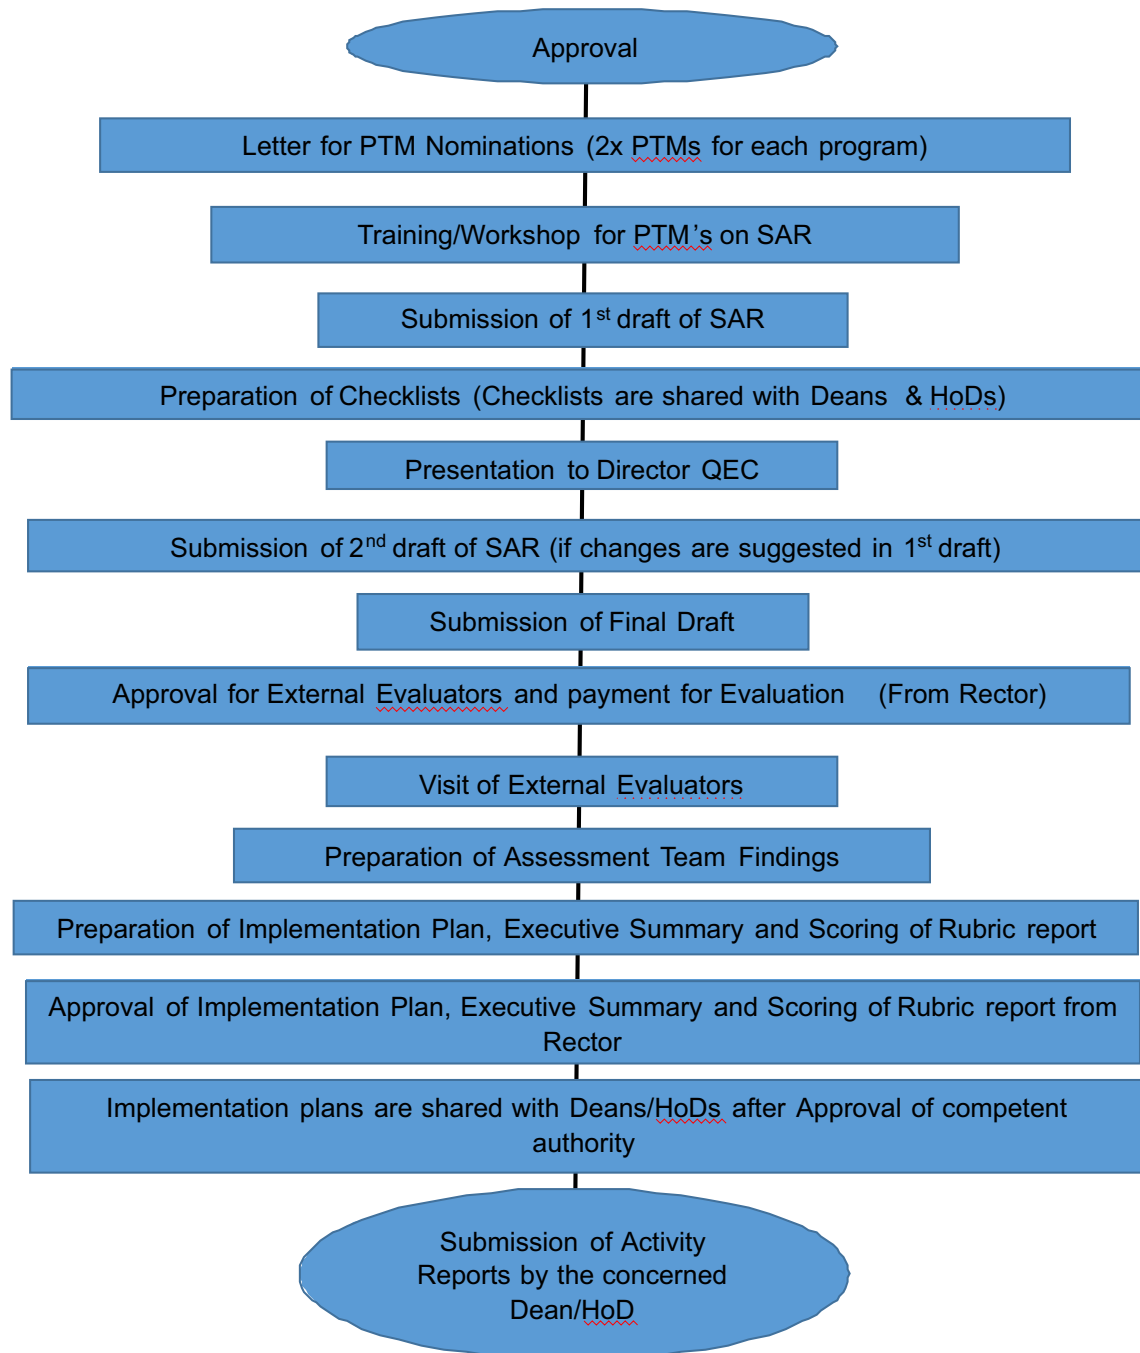 Approval
Letter for PTM Nominations (2x PTMs for each program)
Training/Workshop for PTM’s on SAR
Submission of 1st draft of SAR
Preparation of Checklists (Checklists are shared with Deans & HoDs)
Presentation to Director QEC
Submission of 2nd draft of SAR (if changes are suggested in 1st draft)
Submission of Final Draft
Approval for External Evaluators and payment for Evaluation (From Rector)
Visit of External Evaluators
Preparation of Assessment Team Findings
Preparation of Implementation Plan, Executive Summary and Scoring of Rubric report
Approval of Implementation Plan, Executive Summary and Scoring of Rubric report from
Rector
Implementation plans are shared with Deans/HoDs after Approval of competent
authority
Submission of Activity
Reports by the concerned
Dean/HoD